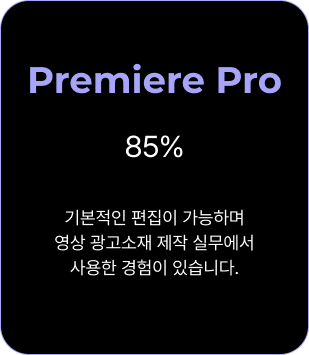 Premiere Pro
85%
기본적인 편집이 가능하며
영상 광고소재 제작 실무에서
사용한 경험이 있습니다.